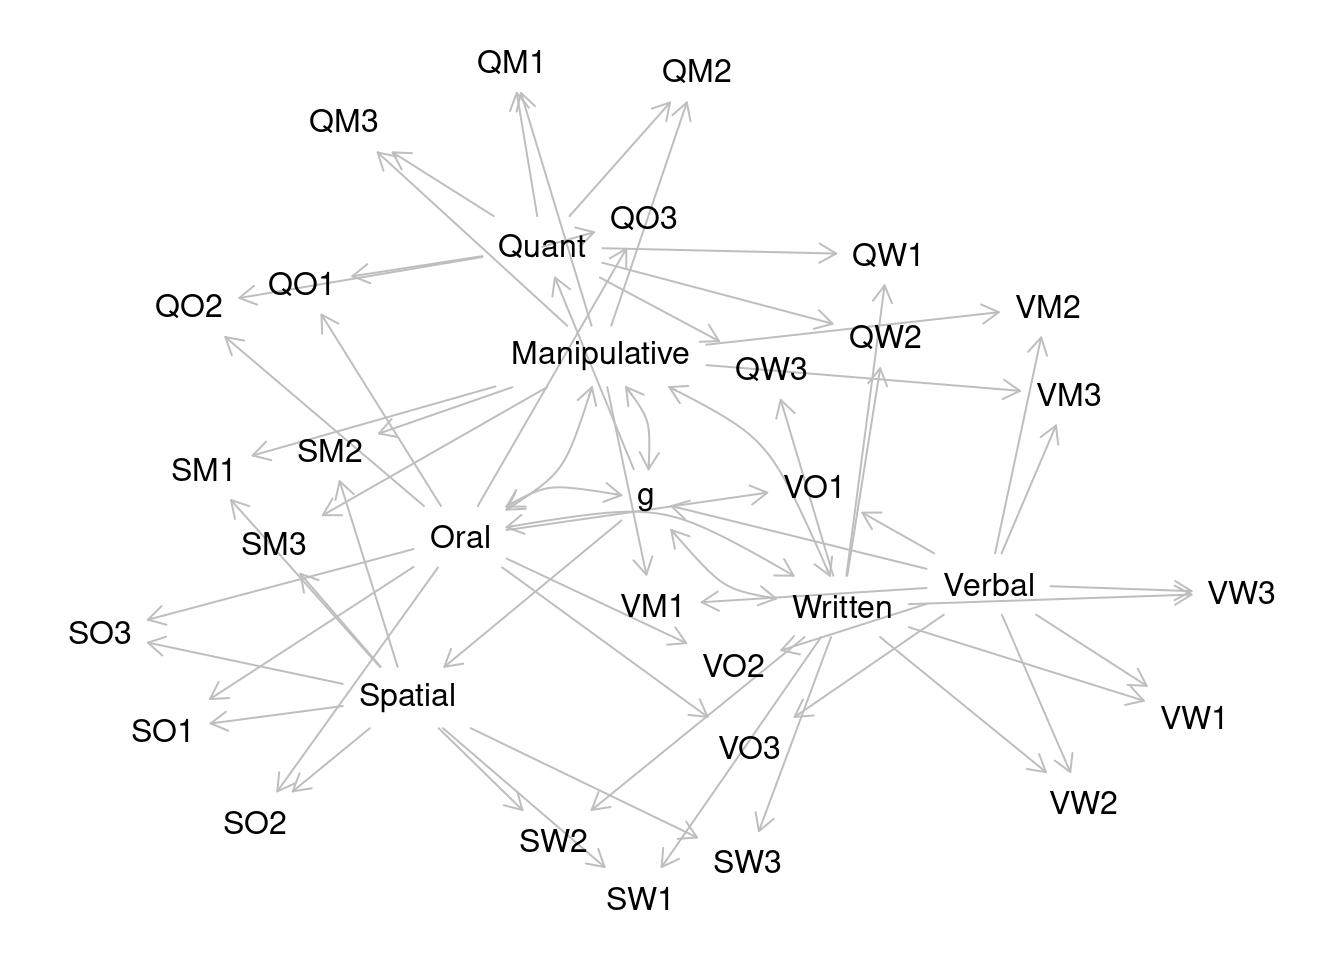 QM1
QM2
QM3
QO3
Quant
QW1
QO1
QO2
VM2
QW2
Manipulative
QW3
VM3
SM2
SM1
VO1
g
Oral
SM3
Verbal
VW3
VM1
Written
SO3
VO2
Spatial
VW1
SO1
VO3
VW2
SO2
SW2
SW3
SW1